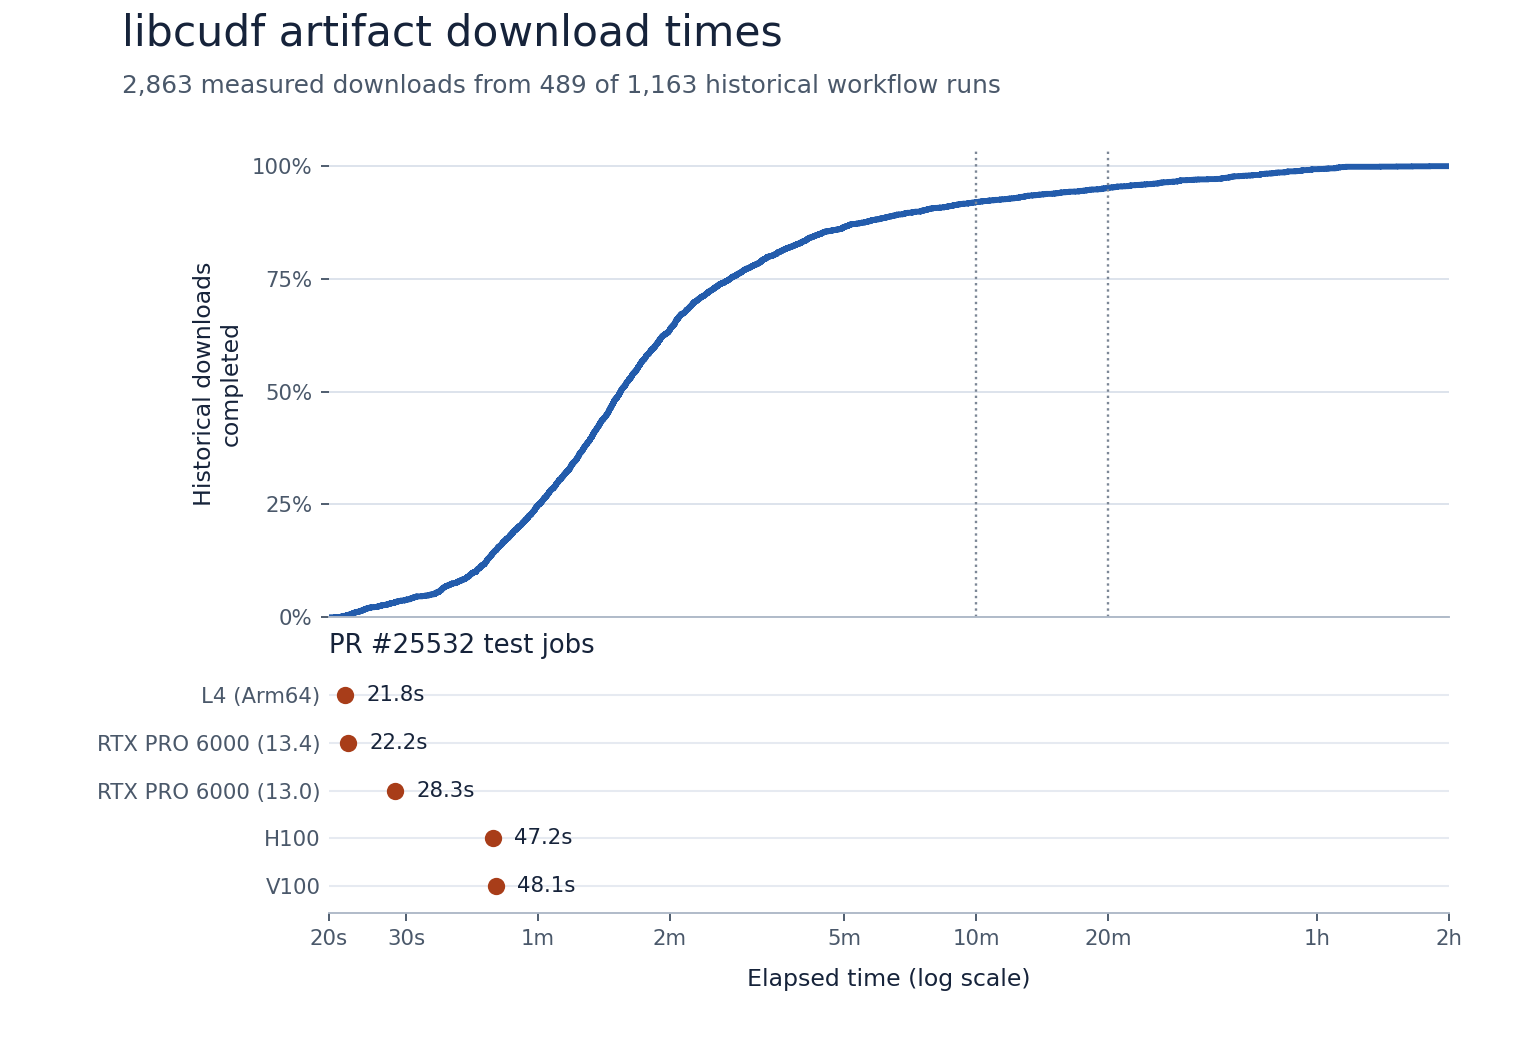 libcudf artifact download times
2,863 measured downloads from 489 of 1,163 historical workflow runs
100%
75%
50%
25%
0%
Historical downloads
completed
PR #25532 test jobs
L4 (Arm64) 21.8s
RTX PRO 6000 (13.4) 22.2s
RTX PRO 6000 (13.0) 28.3s
H100 47.2s
V100 48.1s
20s 30s 1m 2m 5m 10m 20m 1h 2h
Elapsed time (log scale)